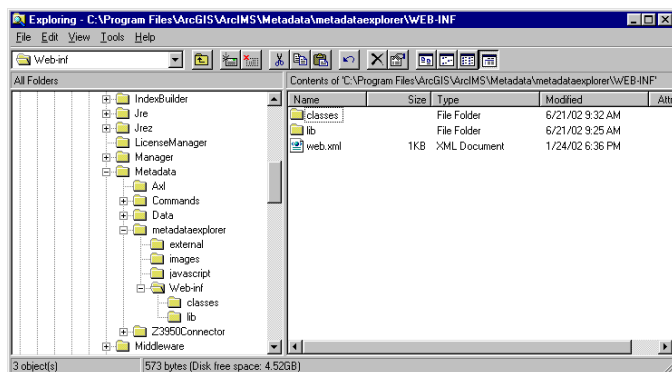 Exploring - C:\Program Files\ArcGIS\ArcIMS\Metadata\metadataexplorer\WEB-INF
File Edit View Tools Help
Web-inf
All Folders
Contents of 'C:\Program Files\ArcGIS\ArcIMS\Metadata\metadataexplorer\WEB-INF'
Name Size Type Modified Attr
classes File Folder 6/21/02 9:32 AM
lib File Folder 6/21/02 9:25 AM
web.xml 1KB XML Document 1/24/02 6:36 PM
IndexBuilder
Jre
Jrez
LicenseManager
Manager
Metadata
Axl
Commands
Data
metadataexplorer
external
images
javascript
Web-inf
classes
lib
Z3950Connector
Middleware
3 object(s) 573 bytes (Disk free space: 4.52GB)